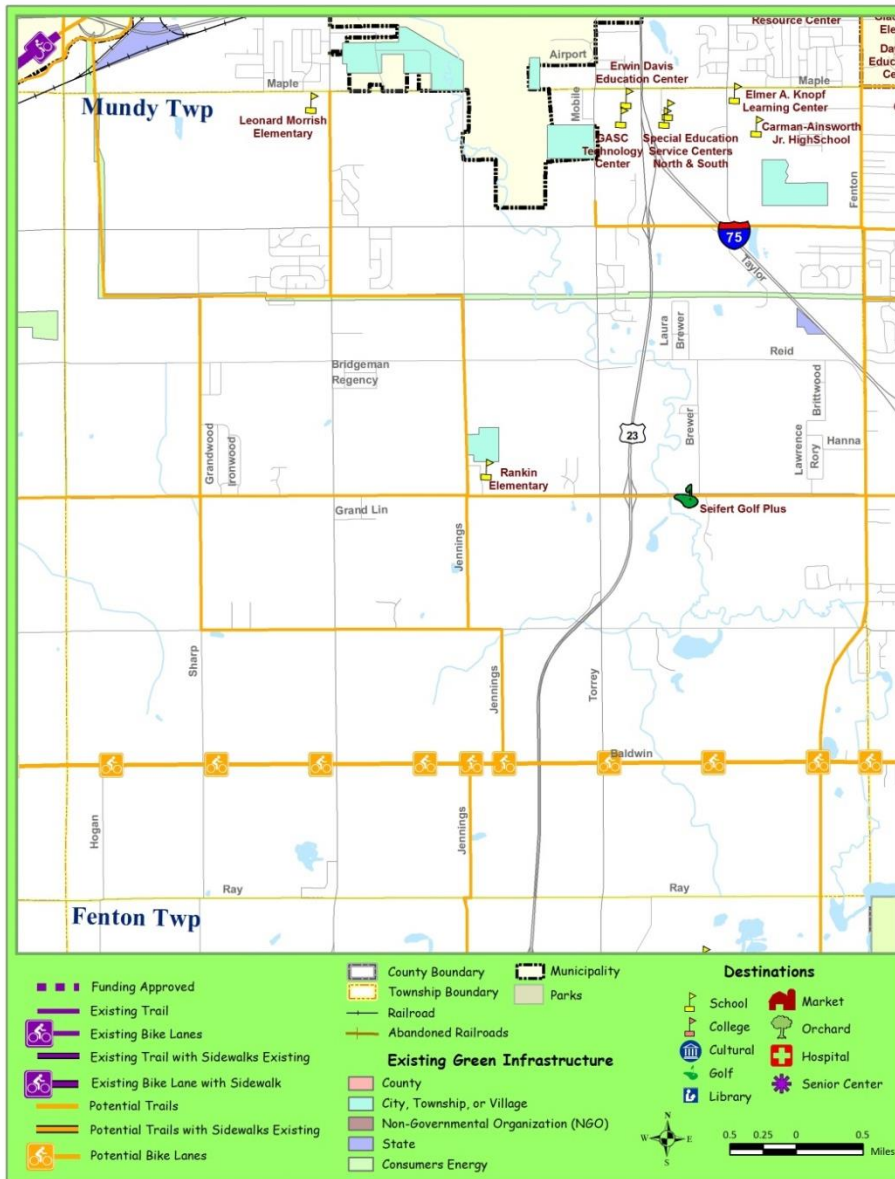 Resource Center
Airport
Erwin Davis
Education Center
Maple
Maple
Mundy Twp
Leonard Morrish
Elementary
Mobile
Elmer A. Knopf
Learning Center
GASC
Technology
Center
Special Education
Service Centers
North & South
Carman-Ainsworth
Jr. HighSchool
Fenton
75
Taylor
Laura
Brewer
Reid
Bridgeman
Regency
Brittwood
Grandwood
Ironwood
23
Brewer
Lawrence
Rory
Hanna
Rankin
Elementary
Grand Lin
Seifert Golf Plus
Jennings
Sharp
Jennings
Torrey
Baldwin
Hogan
Jennings
Ray
Ray
Fenton Twp
Funding Approved
Existing Trail
Existing Bike Lanes
Existing Trail with Sidewalks Existing
Existing Bike Lane with Sidewalk
Potential Trails
Potential Trails with Sidewalks Existing
Potential Bike Lanes
County Boundary
Township Boundary
Railroad
Abandoned Railroads
Municipality
Parks
Existing Green Infrastructure
County
City, Township, or Village
Non-Governmental Organization (NGO)
State
Consumers Energy
Destinations
School
College
Cultural
Golf
Library
Market
Orchard
Hospital
Senior Center
N
W E
S
0.5 0.25 0 0.5
Miles